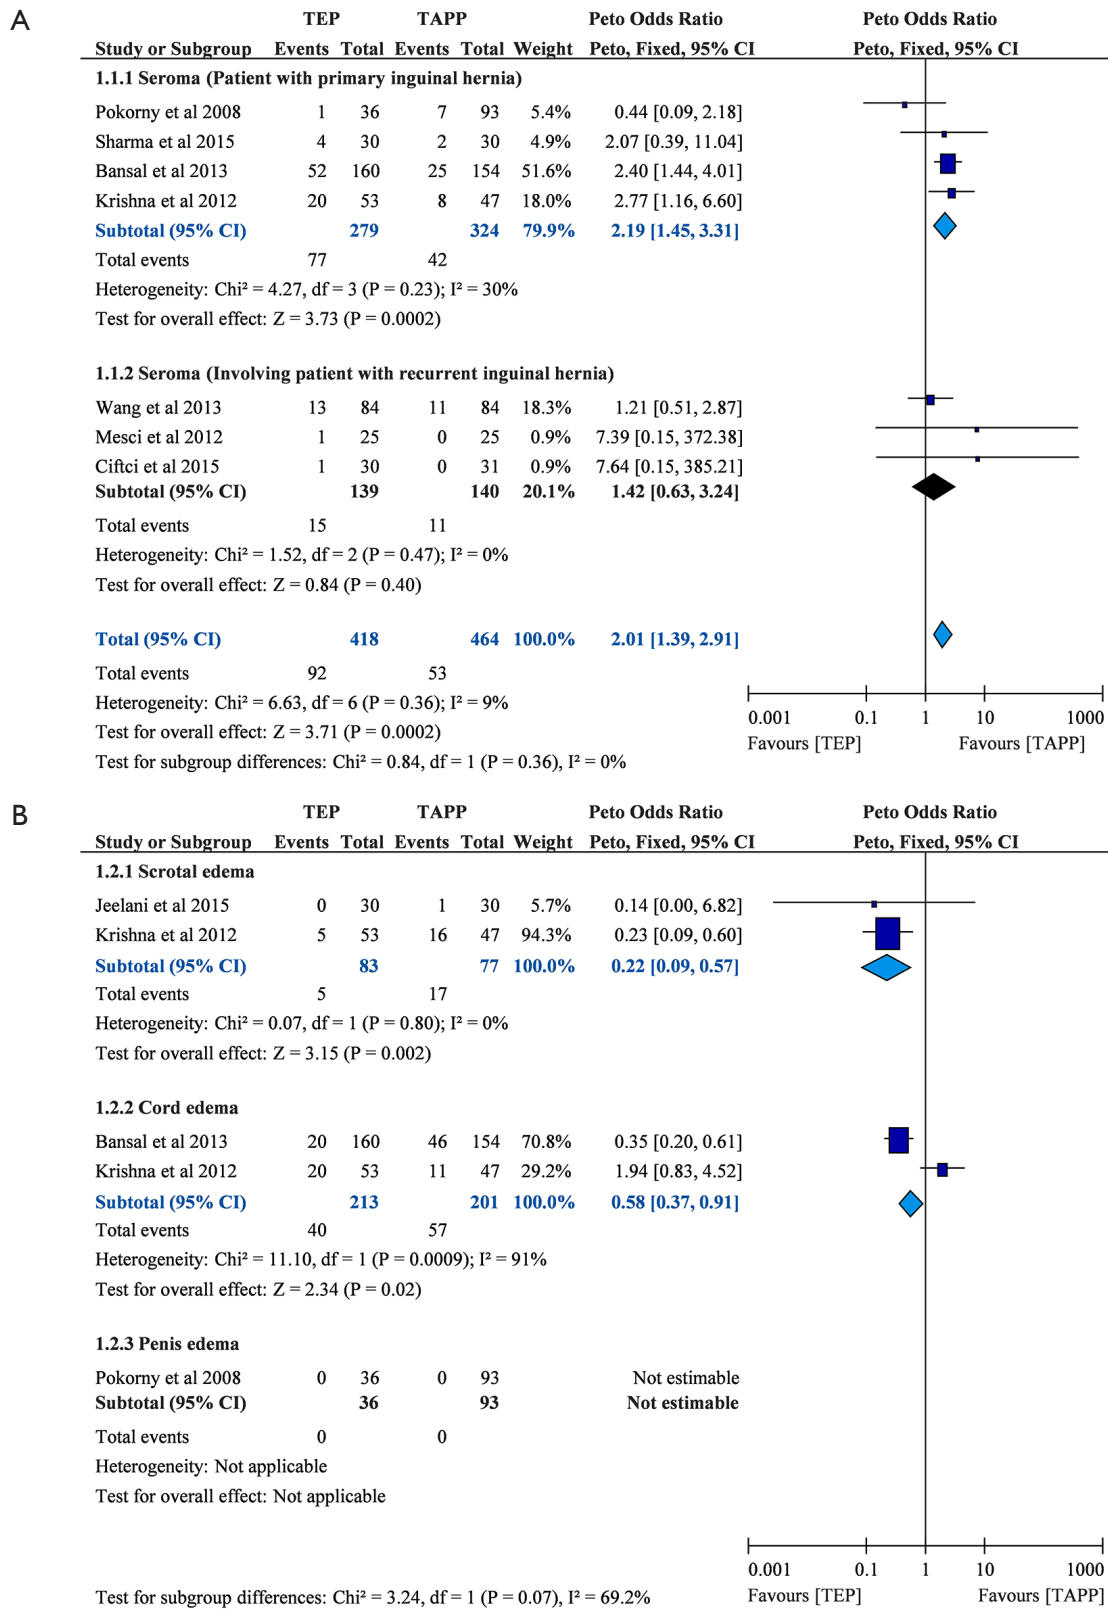 A
TEP TAPP Peto Odds Ratio Peto Odds Ratio
Study or Subgroup Events Total Events Total Weight Peto, Fixed, 95% CI Peto, Fixed, 95% CI
1.1.1 Seroma (Patient with primary inguinal hernia)
Pokorny et al 2008 1 36 7 93 5.4% 0.44 [0.09, 2.18]
Sharma et al 2015 4 30 2 30 4.9% 2.07 [0.39, 11.04]
Bansal et al 2013 52 160 25 154 51.6% 2.40 [1.44, 4.01]
Krishna et al 2012 20 53 8 47 18.0% 2.77 [1.16, 6.60]
Subtotal (95% CI) 279 324 79.9% 2.19 [1.45, 3.31]
Total events 77 42
Heterogeneity: Chi² = 4.27, df = 3 (P = 0.23); I² = 30%
Test for overall effect: Z = 3.73 (P = 0.0002)
1.1.2 Seroma (Involving patient with recurrent inguinal hernia)
Wang et al 2013 13 84 11 84 18.3% 1.21 [0.51, 2.87]
Mesci et al 2012 1 25 0 25 0.9% 7.39 [0.15, 372.38]
Ciftci et al 2015 1 30 0 31 0.9% 7.64 [0.15, 385.21]
Subtotal (95% CI) 139 140 20.1% 1.42 [0.63, 3.24]
Total events 15 11
Heterogeneity: Chi² = 1.52, df = 2 (P = 0.47); I² = 0%
Test for overall effect: Z = 0.84 (P = 0.40)
Total (95% CI) 418 464 100.0% 2.01 [1.39, 2.91]
Total events 92 53
Heterogeneity: Chi² = 6.63, df = 6 (P = 0.36); I² = 9%
Test for overall effect: Z = 3.71 (P = 0.0002)
Test for subgroup differences: Chi² = 0.84, df = 1 (P = 0.36), I² = 0%
0.001 0.1 1 10 1000
Favours [TEP] Favours [TAPP]
B
TEP TAPP Peto Odds Ratio Peto Odds Ratio
Study or Subgroup Events Total Events Total Weight Peto, Fixed, 95% CI Peto, Fixed, 95% CI
1.2.1 Scrotal edema
Jeelani et al 2015 0 30 1 30 5.7% 0.14 [0.00, 6.82]
Krishna et al 2012 5 53 16 47 94.3% 0.23 [0.09, 0.60]
Subtotal (95% CI) 83 77 100.0% 0.22 [0.09, 0.57]
Total events 5 17
Heterogeneity: Chi² = 0.07, df = 1 (P = 0.80); I² = 0%
Test for overall effect: Z = 3.15 (P = 0.002)
1.2.2 Cord edema
Bansal et al 2013 20 160 46 154 70.8% 0.35 [0.20, 0.61]
Krishna et al 2012 20 53 11 47 29.2% 1.94 [0.83, 4.52]
Subtotal (95% CI) 213 201 100.0% 0.58 [0.37, 0.91]
Total events 40 57
Heterogeneity: Chi² = 11.10, df = 1 (P = 0.0009); I² = 91%
Test for overall effect: Z = 2.34 (P = 0.02)
1.2.3 Penis edema
Pokorny et al 2008 0 36 0 93 Not estimable
Subtotal (95% CI) 36 93 Not estimable
Total events 0 0
Heterogeneity: Not applicable
Test for overall effect: Not applicable
0.001 0.1 1 10 1000
Favours [TEP] Favours [TAPP]
Test for subgroup differences: Chi² = 3.24, df = 1 (P = 0.07), I² = 69.2%